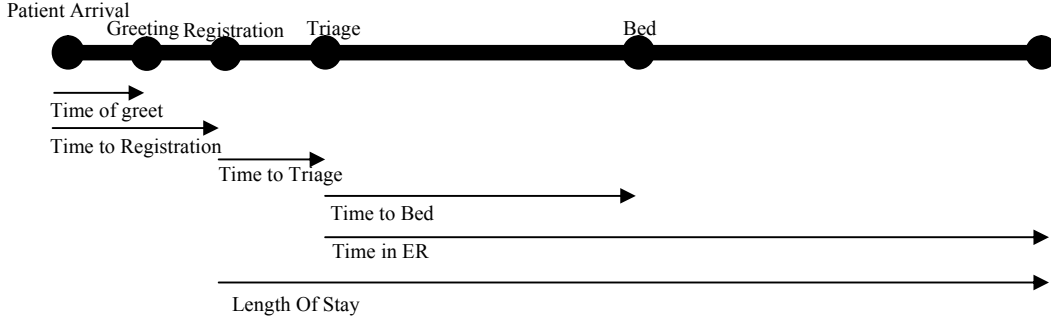 Patient Arrival
Greeting Registration Triage Bed
Time of greet
Time to Registration
Time to Triage
Time to Bed
Time in ER
Length Of Stay